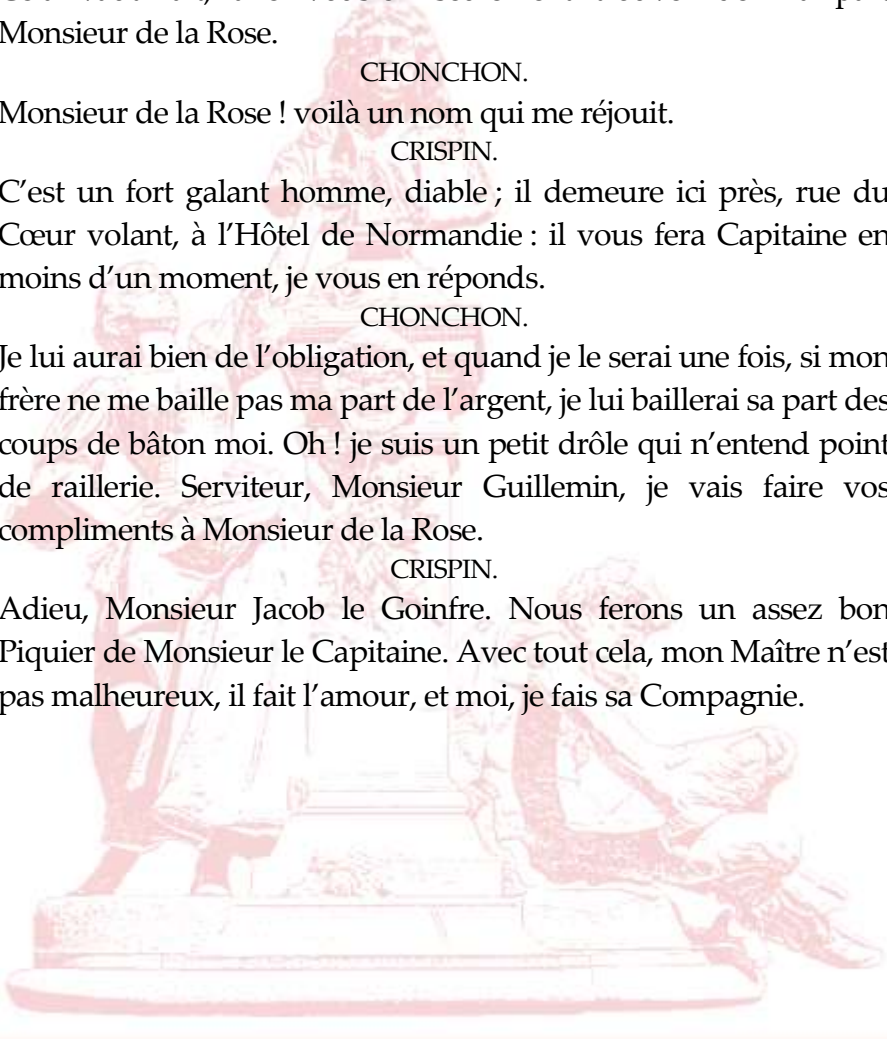 Monsieur de la Rose.
CHONCHON.
Monsieur de la Rose ! voilà un nom qui me réjouit.
CRISPIN.
C’est un fort galant homme, diable ; il demeure ici près, rue du
Cœur volant, à l’Hôtel de Normandie : il vous fera Capitaine en
moins d’un moment, je vous en réponds.
CHONCHON.
Je lui aurai bien de l’obligation, et quand je le serai une fois, si mon
frère ne me baille pas ma part de l’argent, je lui baillerai sa part des
coups de bâton moi. Oh ! je suis un petit drôle qui n’entend point
de raillerie. Serviteur, Monsieur Guillemin, je vais faire vos
compliments à Monsieur de la Rose.
CRISPIN.
Adieu, Monsieur Jacob le Goinfre. Nous ferons un assez bon
Piquier de Monsieur le Capitaine. Avec tout cela, mon Maître n’est
pas malheureux, il fait l’amour, et moi, je fais sa Compagnie.